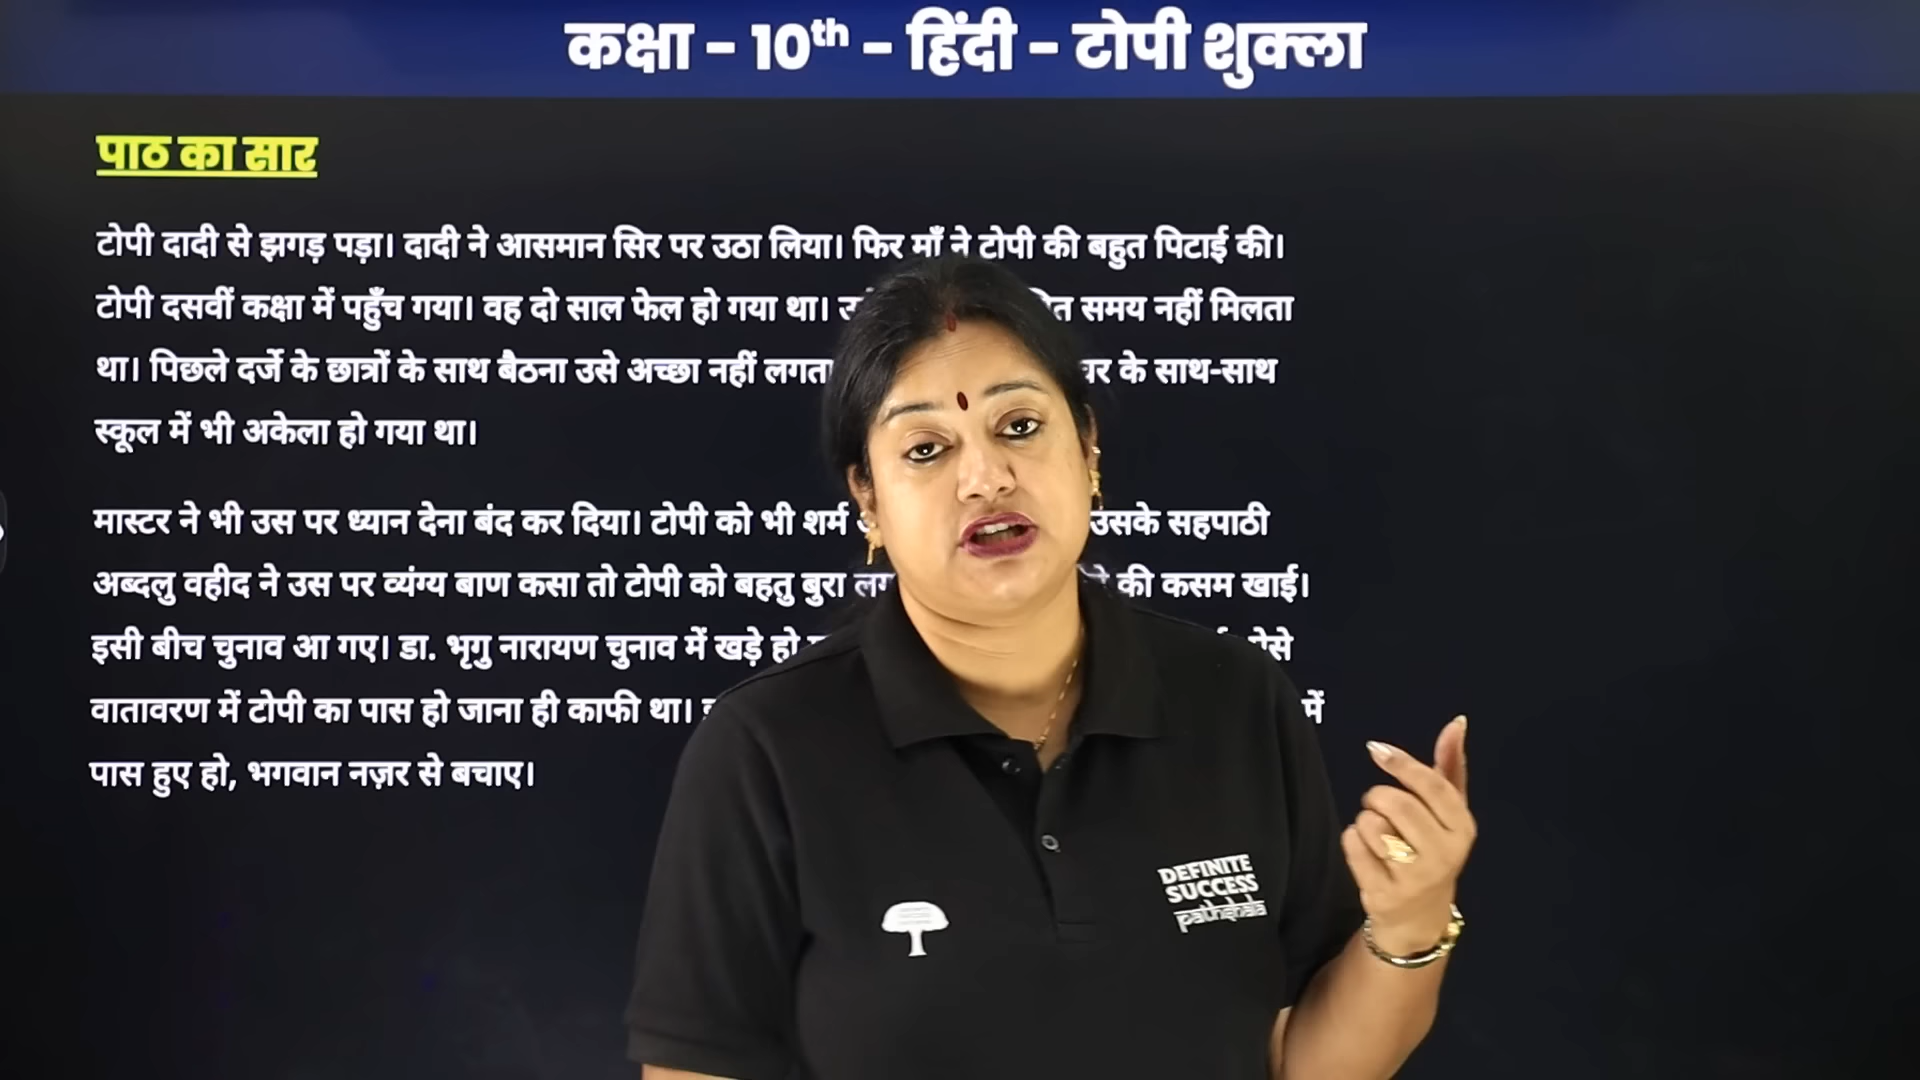 कक्षा - 10th - हिंदी - टोपी शुक्ला
पाठ का सार
टोपी दादी से झगड़ पड़ा। दादी ने आसमान सिर पर उठा लिया। फिर माँ ने टोपी की बहुत पिटाई की।
टोपी दसवीं कक्षा में पहुँच गया। वह दो साल फेल हो गया था। समय नहीं मिलता
था। पिछले दर्जे के छात्रों के साथ बैठना उसे अच्छा नहीं लगता के साथ-साथ
स्कूल में भी अकेला हो गया था।
मास्टर ने भी उस पर ध्यान देना बंद कर दिया। टोपी को भी शर्म उसके सहपाठी
अब्दलु वहीद ने उस पर व्यंग्य बाण कसा तो टोपी को बहतु बुरा की कसम खाई।
इसी बीच चुनाव आ गए। डा. भृगु नारायण चुनाव में खड़े हो
वातावरण में टोपी का पास हो जाना ही काफी था। में
पास हुए हो, भगवान नज़र से बचाए।
DEFINITE
SUCCESS
pathshala